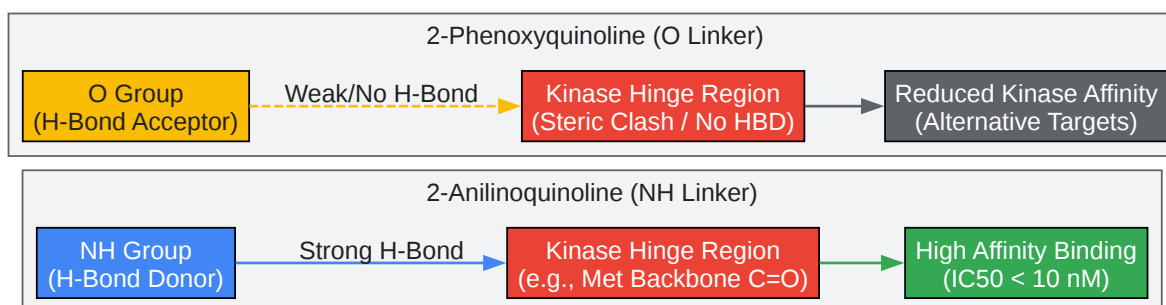 2-Phenoxyquinoline (O Linker)
O Group
(H-Bond Acceptor)
Weak/No H-Bond
Kinase Hinge Region
(Steric Clash / No HBD)
Reduced Kinase Affinity
(Alternative Targets)
2-Anilinoquinoline (NH Linker)
NH Group
(H-Bond Donor)
Strong H-Bond
Kinase Hinge Region
(e.g., Met Backbone C=O)
High Affinity Binding
(IC50 < 10 nM)